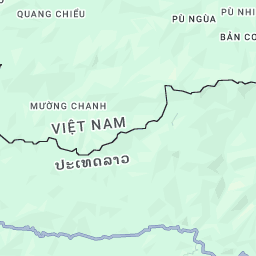 QUANG CHIỂU
PÙ NGÙA
PÙ NHI
BẢN CO
MƯỜNG CHANH
VIỆT NAM
ປະເທດລາວ